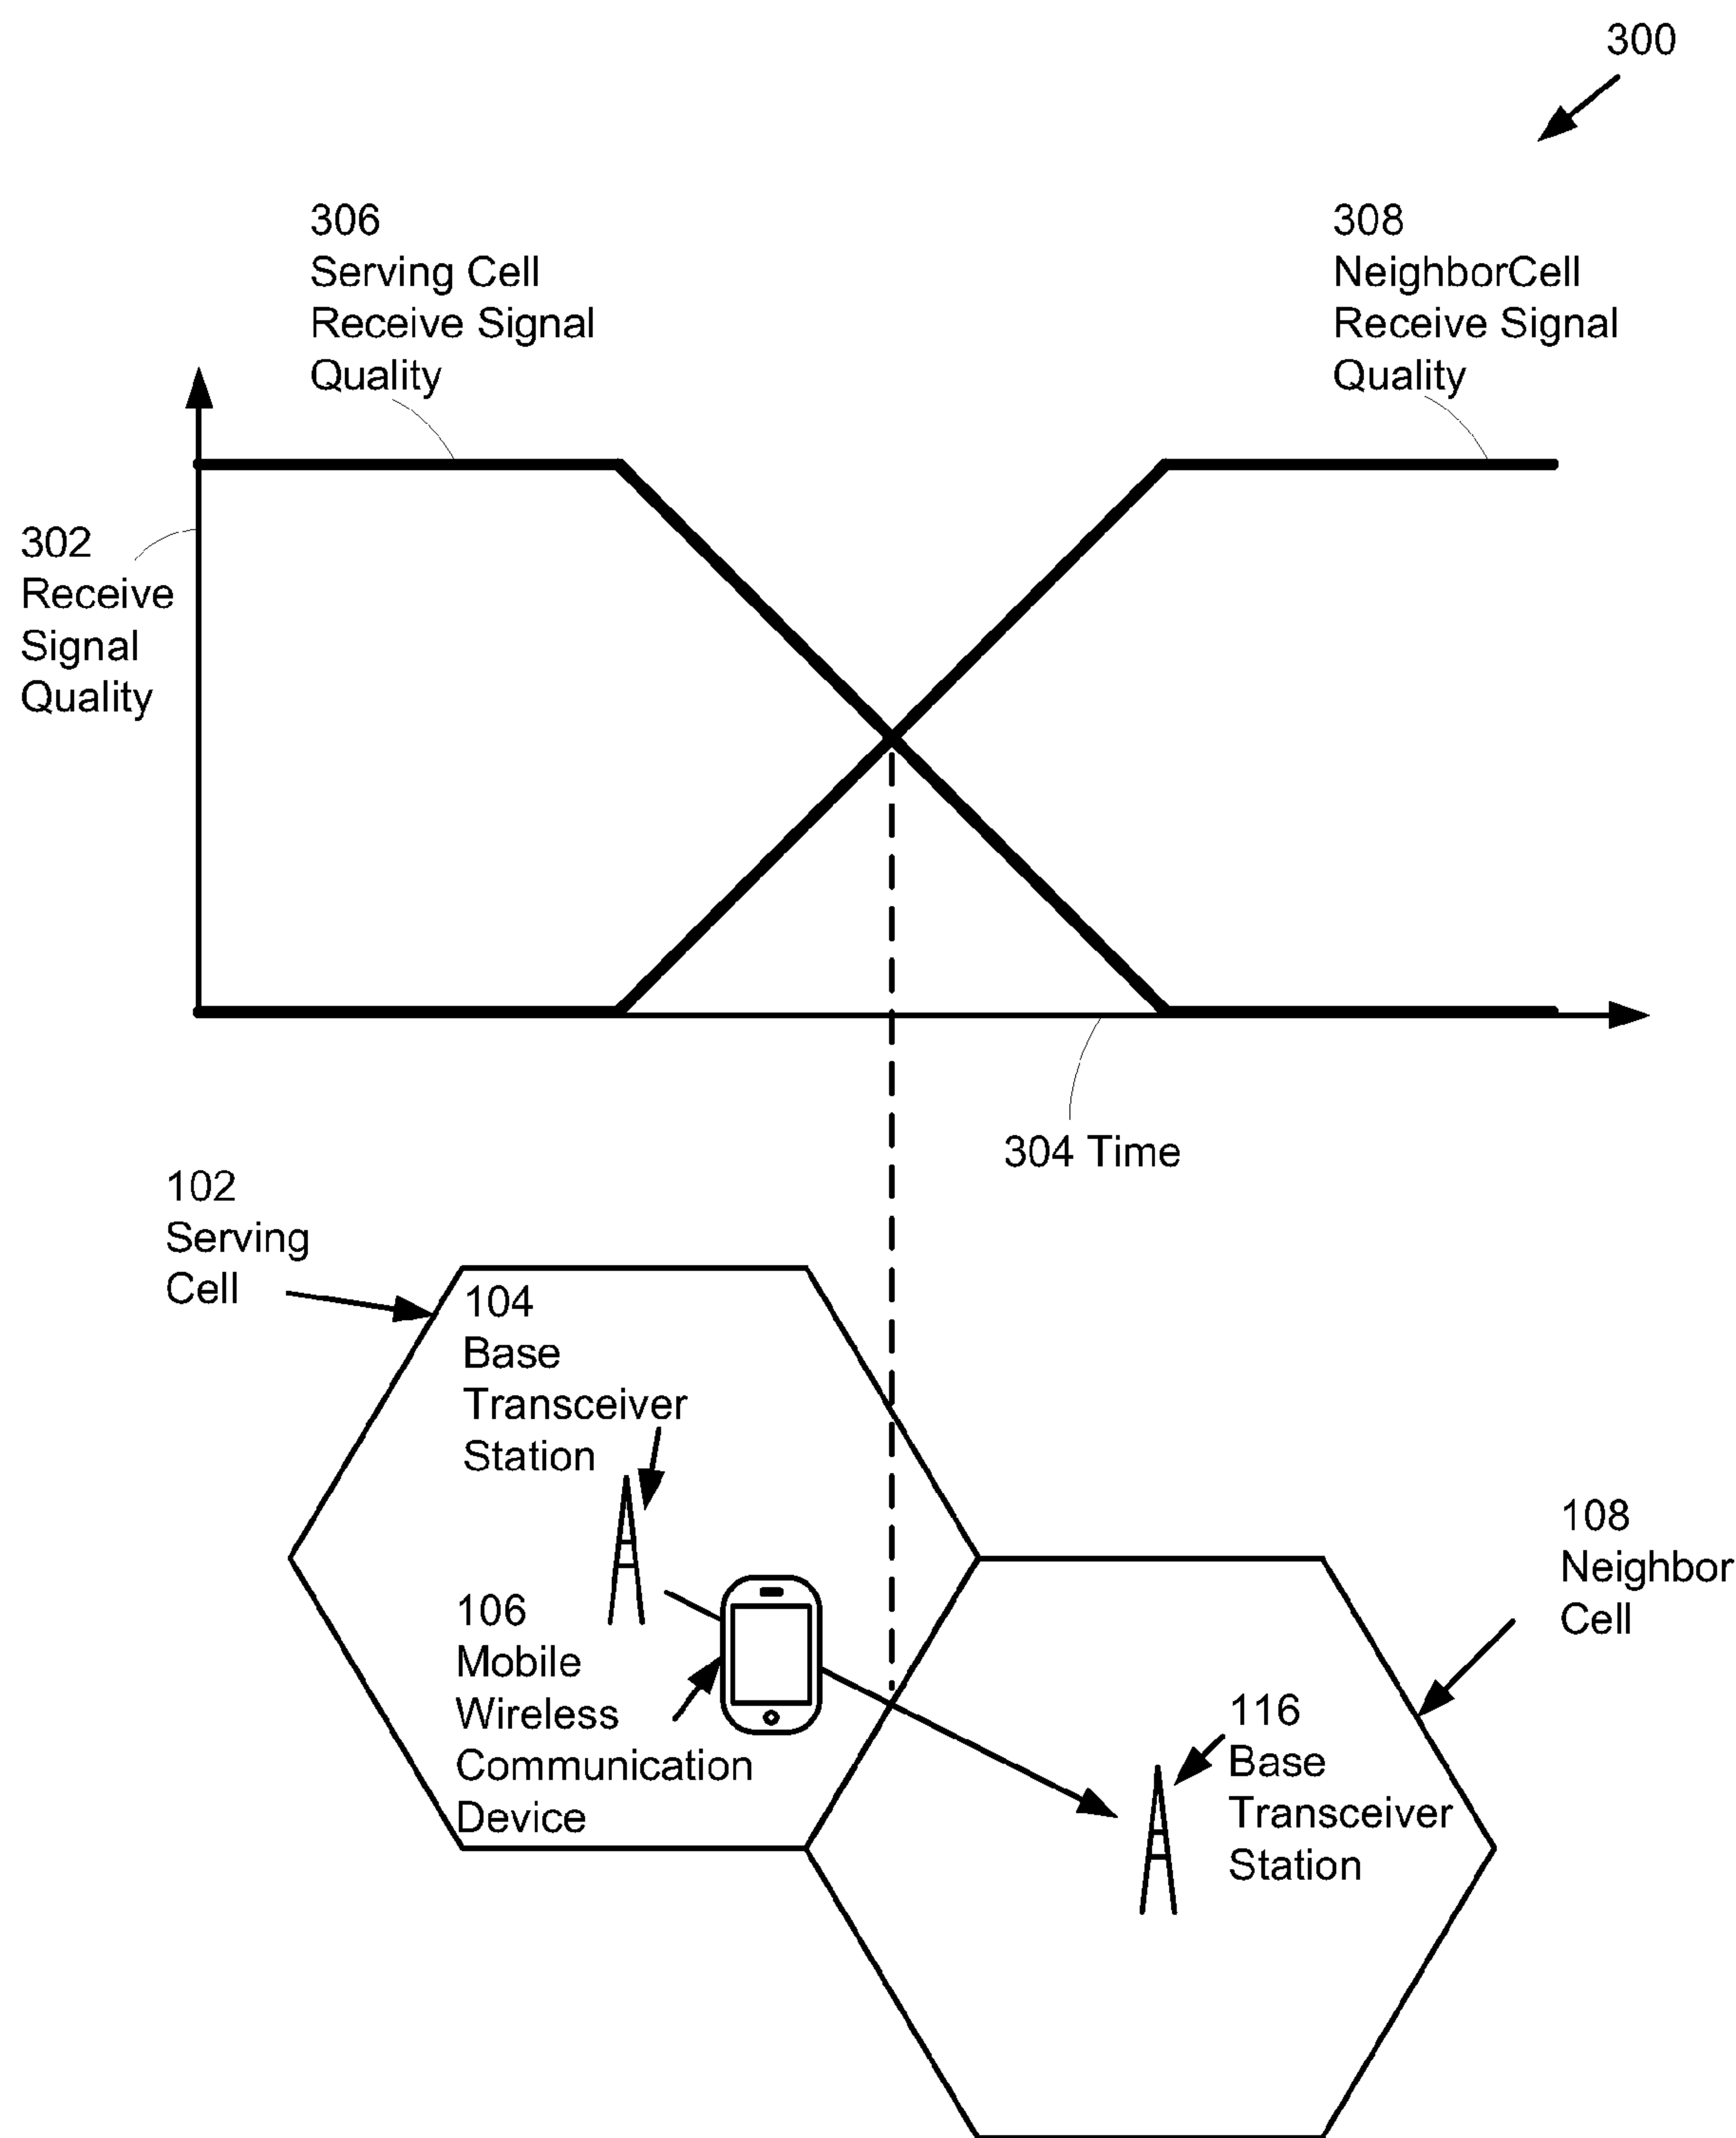 300
306
Serving Cell
Receive Signal
Quality
308
NeighborCell
Receive Signal
Quality
302
Receive
Signal
Quality
304 Time
102
Serving
Cell
104
Base
Transceiver
Station
108
Neighbor
Cell
106
Mobile
Wireless
Communication
Device
116
Base
Transceiver
Station